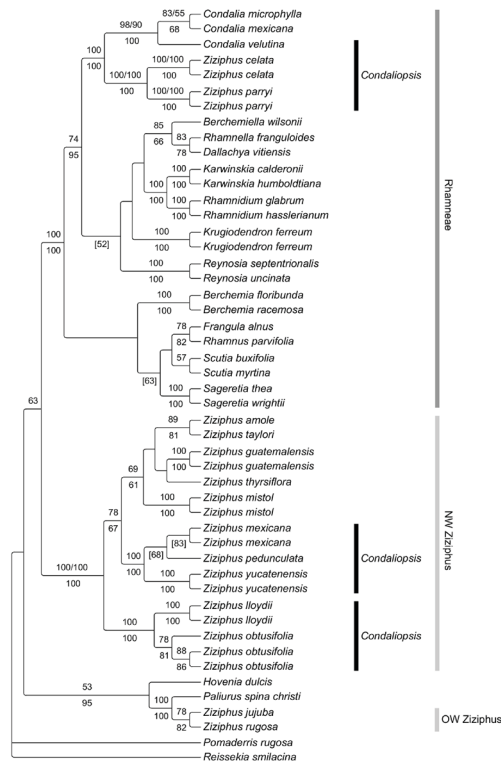 83/55 Condalia microphylla
98/90 68 Condalia mexicana
100 Condalia velutina
100 100/100 Ziziphus celata
100 100/100 100 Ziziphus celata
100 100/100 Ziziphus parryi
100 Ziziphus parryi
Condaliopsis
85 Berchemiella wilsonii
74 66 83 Rhamnella franguloides
95 78 Dallachya vitiensis
100 Karwinskia calderonii
100 100 Karwinskia humboldtiana
100 100 Rhamnidium glabrum
100 Rhamnidium hasslerianum
100 [52] 100 Krugiodendron ferreum
100 100 Krugiodendron ferreum
100 Reynosia septentrionalis
100 Reynosia uncinata
100 Berchemia floribunda
100 Berchemia racemosa
78 Frangula alnus
82 Rhamnus parvifolia
57 Scutia buxifolia
[63] Scutia myrtina
100 Sageretia thea
63 100 Sageretia wrightii
Rhamneae
89 Ziziphus amole
81 Ziziphus taylori
100 Ziziphus guatemalensis
69 100 Ziziphus guatemalensis
61 Ziziphus thyrsiflora
100 Ziziphus mistol
78 100 Ziziphus mistol
67 Ziziphus mexicana
[83] Ziziphus mexicana
100 [68] Ziziphus pedunculata
100/100 100 100 Ziziphus yucatenensis
100 100 Ziziphus yucatenensis
Condaliopsis
100 Ziziphus lloydii
100 100 Ziziphus lloydii
100 78 Ziziphus obtusifolia
81 88 Ziziphus obtusifolia
86 Ziziphus obtusifolia
Condaliopsis
NW Ziziphus
53 Hovenia dulcis
95 100 Paliurus spina christi
100 78 Ziziphus jujuba
82 Ziziphus rugosa
OW Ziziphus
Pomaderris rugosa
Reissekia smilacina